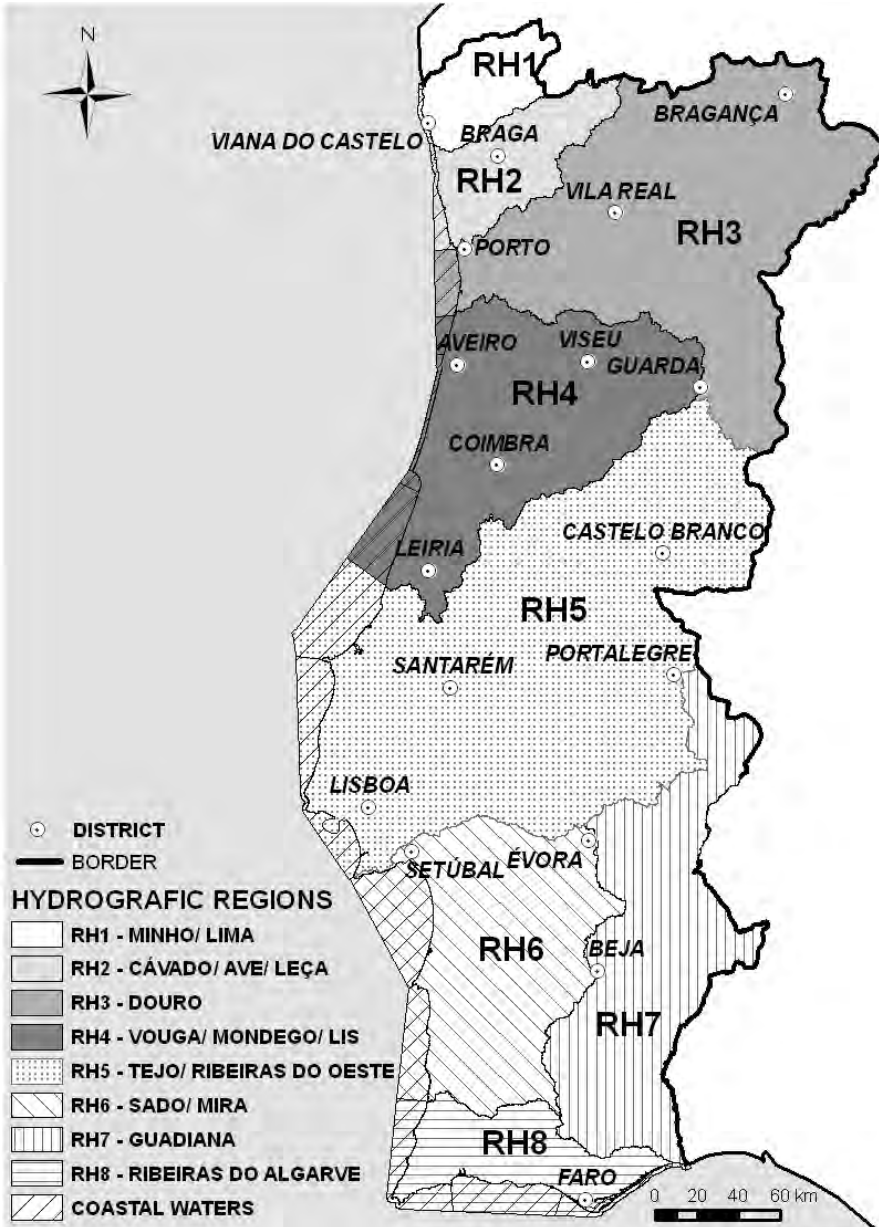 N
RH1
BRAGANÇA
VIANA DO CASTELO
BRAGA
RH2
VILA REAL
RH3
PORTO
AVEIRO
VISEU
GUARDA
RH4
COIMBRA
CASTELO BRANCO
LEIRIA
RH5
PORTALEGRE
SANTARÉM
LISBOA
ÉVORA
SETÚBAL
RH6
BEJA
RH7
RH8
FARO
DISTRICT
BORDER
HYDROGRAFIC REGIONS
RH1 - MINHO/ LIMA
RH2 - CÁVADO/ AVE/ LEÇA
RH3 - DOURO
RH4 - VOUGA/ MONDEGO/ LIS
RH5 - TEJO/ RIBEIRAS DO OESTE
RH6 - SADO/ MIRA
RH7 - GUADIANA
RH8 - RIBEIRAS DO ALGARVE
COASTAL WATERS
0 20 40 60 km